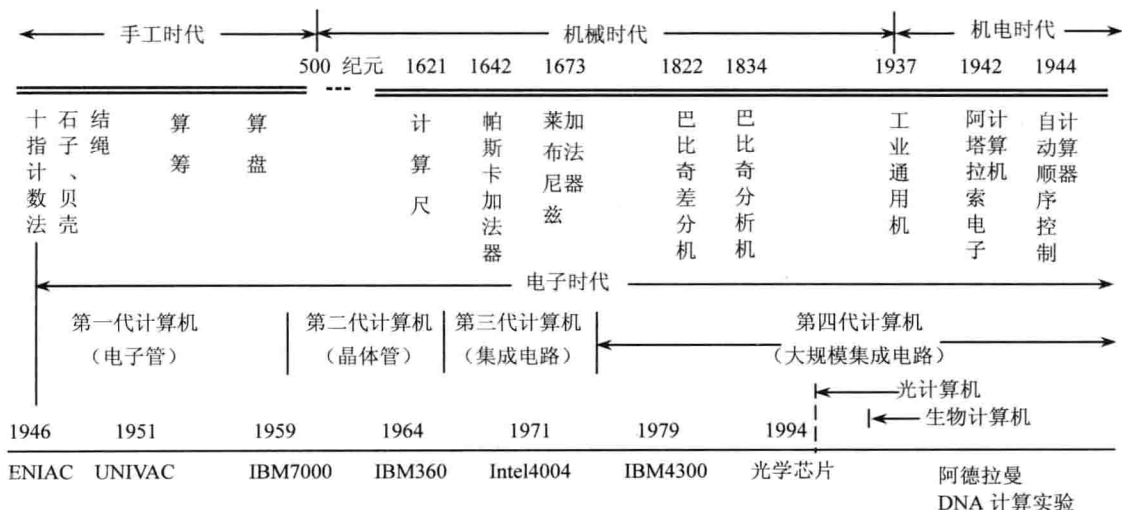 手工时代 机械时代 机电时代
500 纪元 1621 1642 1673 1822 1834 1937 1942 1944
十指计数法
石子、贝壳
结绳
算筹
算盘
计算尺
帕斯卡加法器
莱布尼兹
加法器
巴比奇差分机
巴比奇分析机
工业通用机
阿塔拉索电子
计算机
自动顺序控制
计算器
电子时代
第一代计算机 第二代计算机 第三代计算机 第四代计算机
（电子管） （晶体管） （集成电路） （大规模集成电路）
光计算机
生物计算机
1946 1951 1959 1964 1971 1979 1994
ENIAC UNIVAC IBM7000 IBM360 Intel4004 IBM4300 光学芯片 阿德拉曼
DNA 计算实验